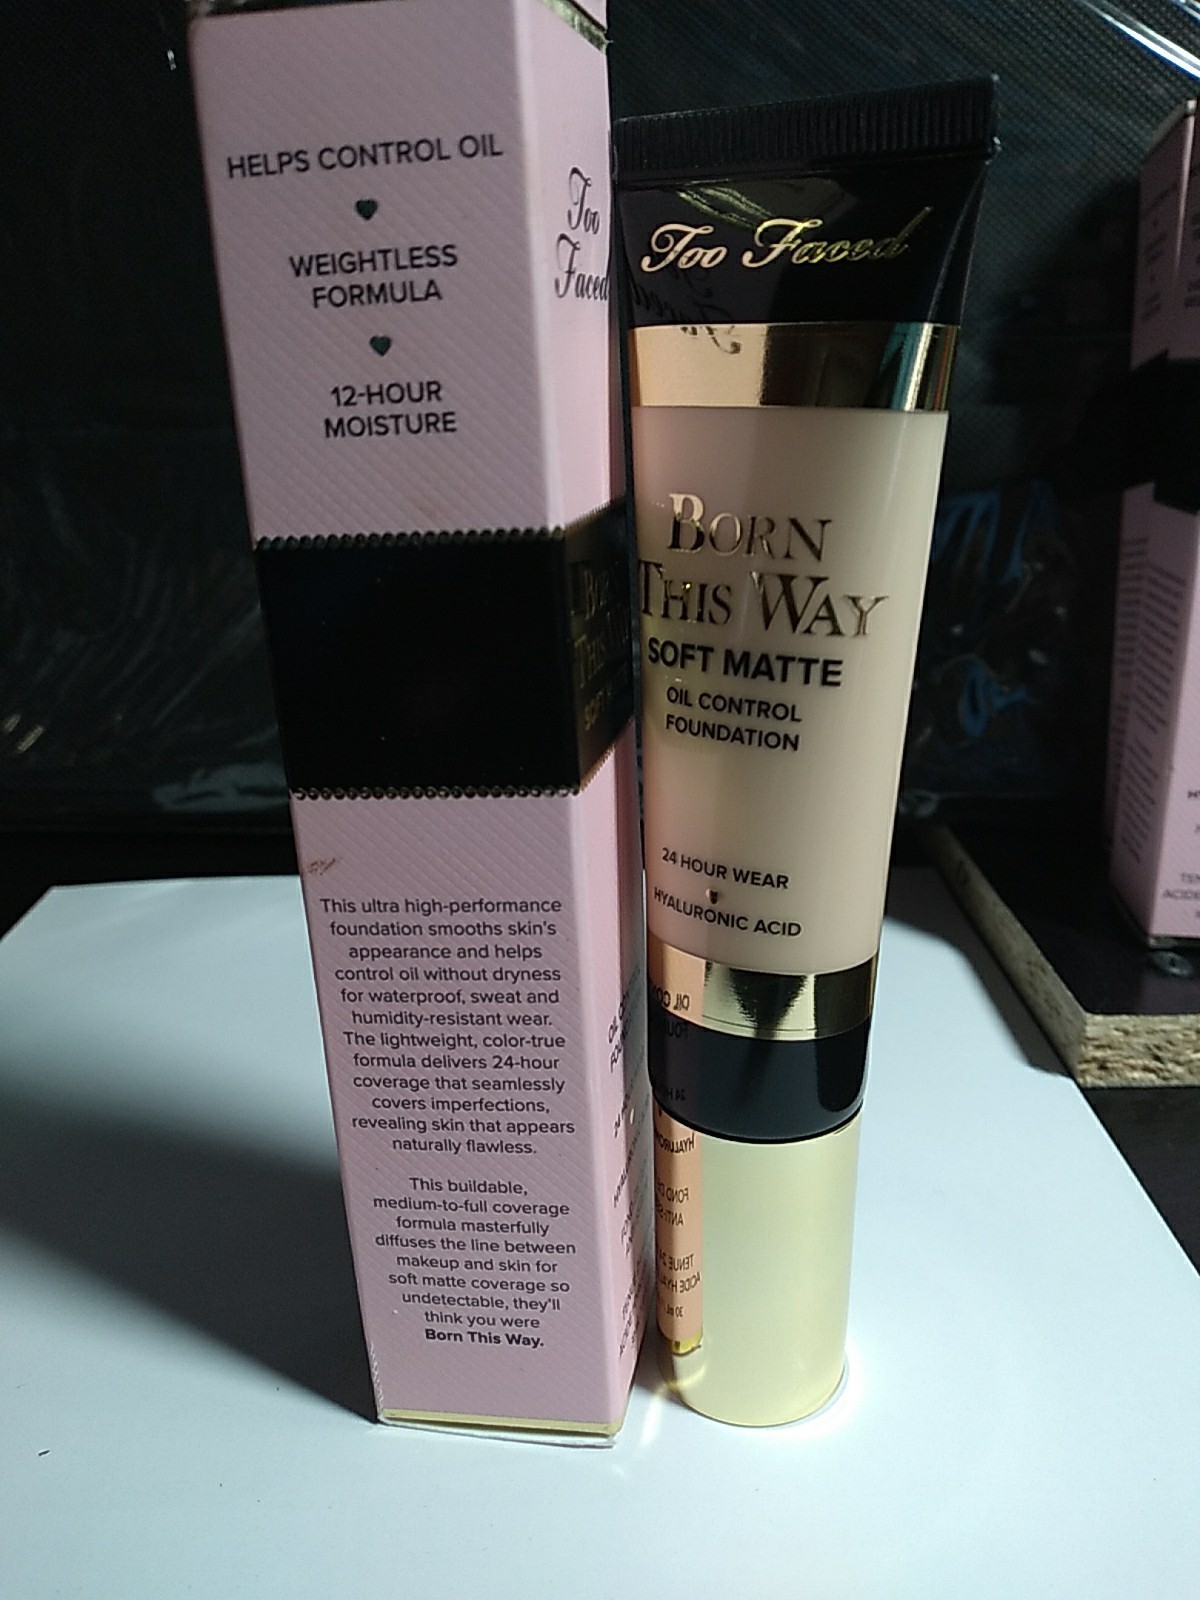 HELPS CONTROL OIL
WEIGHTLESS
FORMULA
12-HOUR
MOISTURE
This ultra high-performance
foundation smooths skin's
appearance and helps
control oil without dryness
for waterproof, sweat and
humidity-resistant wear.
The lightweight, color-true
formula delivers 24-hour
coverage that seamlessly
covers imperfections,
revealing skin that appears
naturally flawless.
This buildable,
medium-to-full coverage
formula masterfully
diffuses the line between
makeup and skin for
soft matte coverage so
undetectable, they'll
think you were
Born This Way.
Too
Faced
Too Faced
BORN
THIS WAY
SOFT MATTE
OIL CONTROL
FOUNDATION
24 HOUR WEAR
HYALURONIC ACID